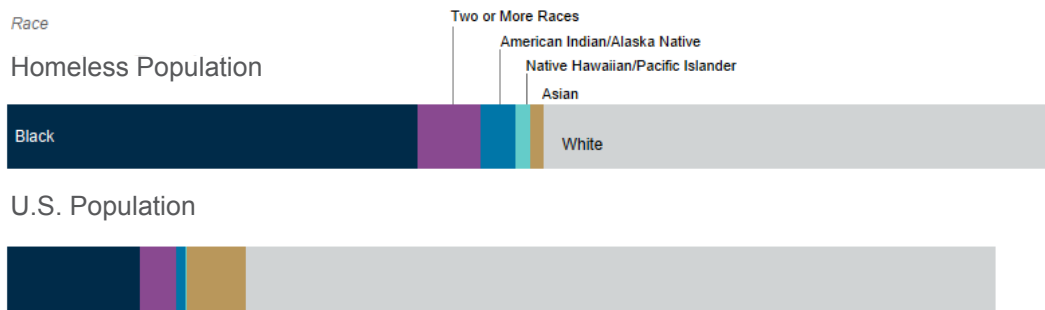 Race
Two or More Races
American Indian/Alaska Native
Homeless Population
Native Hawaiian/Pacific Islander
Asian
Black
White
U.S. Population